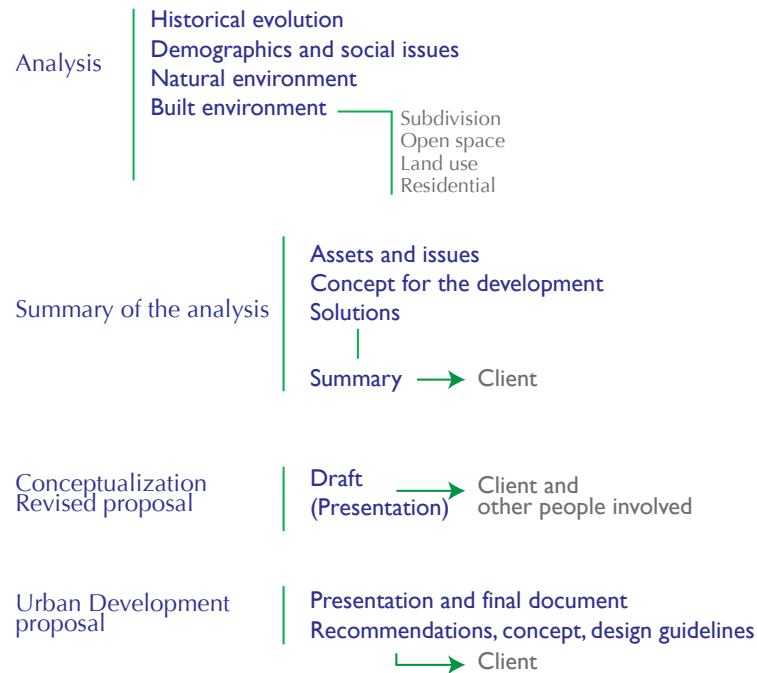 Analysis
Historical evolution
Demographics and social issues
Natural environment
Built environment
Subdivision
Open space
Land use
Residential
Summary of the analysis
Assets and issues
Concept for the development
Solutions
Summary
Client
Conceptualization
Revised proposal
Draft
(Presentation)
Client and
other people involved
Urban Development
proposal
Presentation and final document
Recommendations, concept, design guidelines
Client